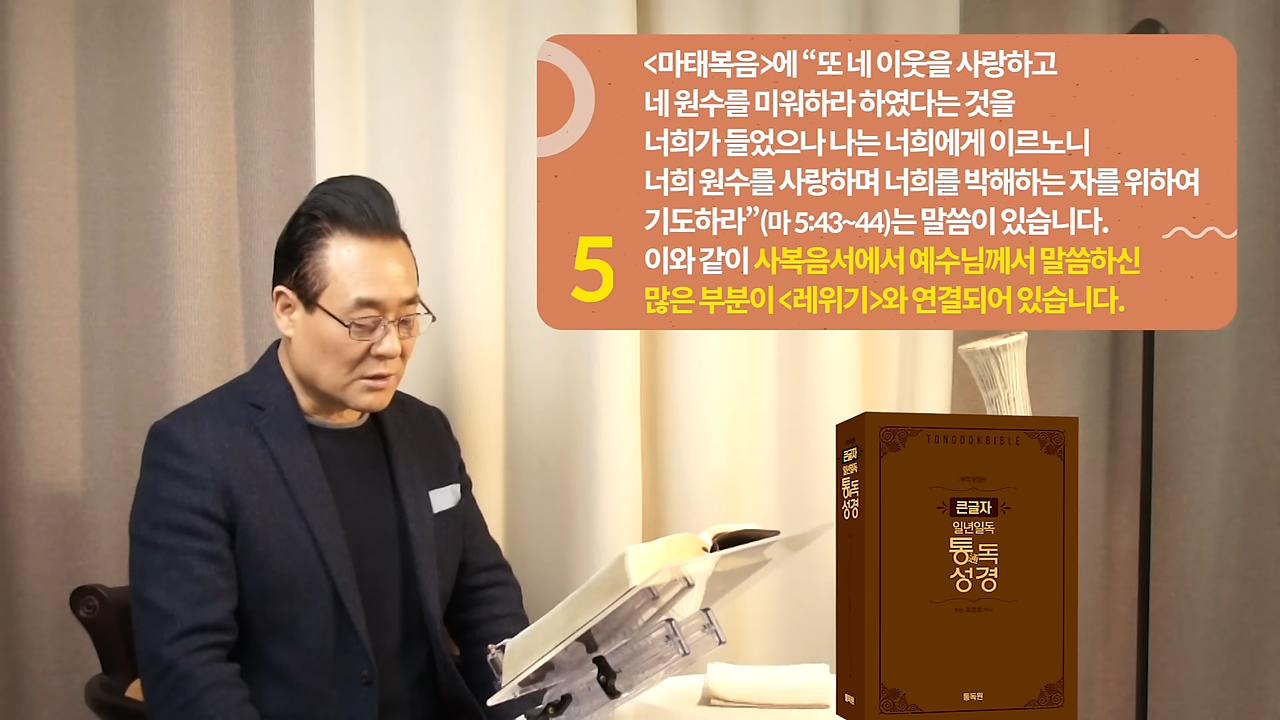 <마태복음>에 “또 네 이웃을 사랑하고
네 원수를 미워하라 하였다는 것을
너희가 들었으나 나는 너희에게 이르노니
너희 원수를 사랑하며 너희를 박해하는 자를 위하여
기도하라”(마 5:43~44)는 말씀이 있습니다.
5
이와 같이 사복음서에서 예수님께서 말씀하신
많은 부분이 <레위기>와 연결되어 있습니다.
TONGDOKBIBLE
큰글자
일년일독
통독
성경
통독원
큰글자
일년일독
통독
성경
통독원